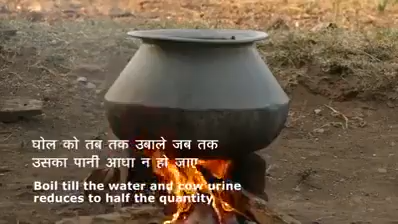 घोल को तब तक उबाले जब तक
उसका पानी आधा न हो जाए
Boil till the water and cow urine
reduces to half the quantity